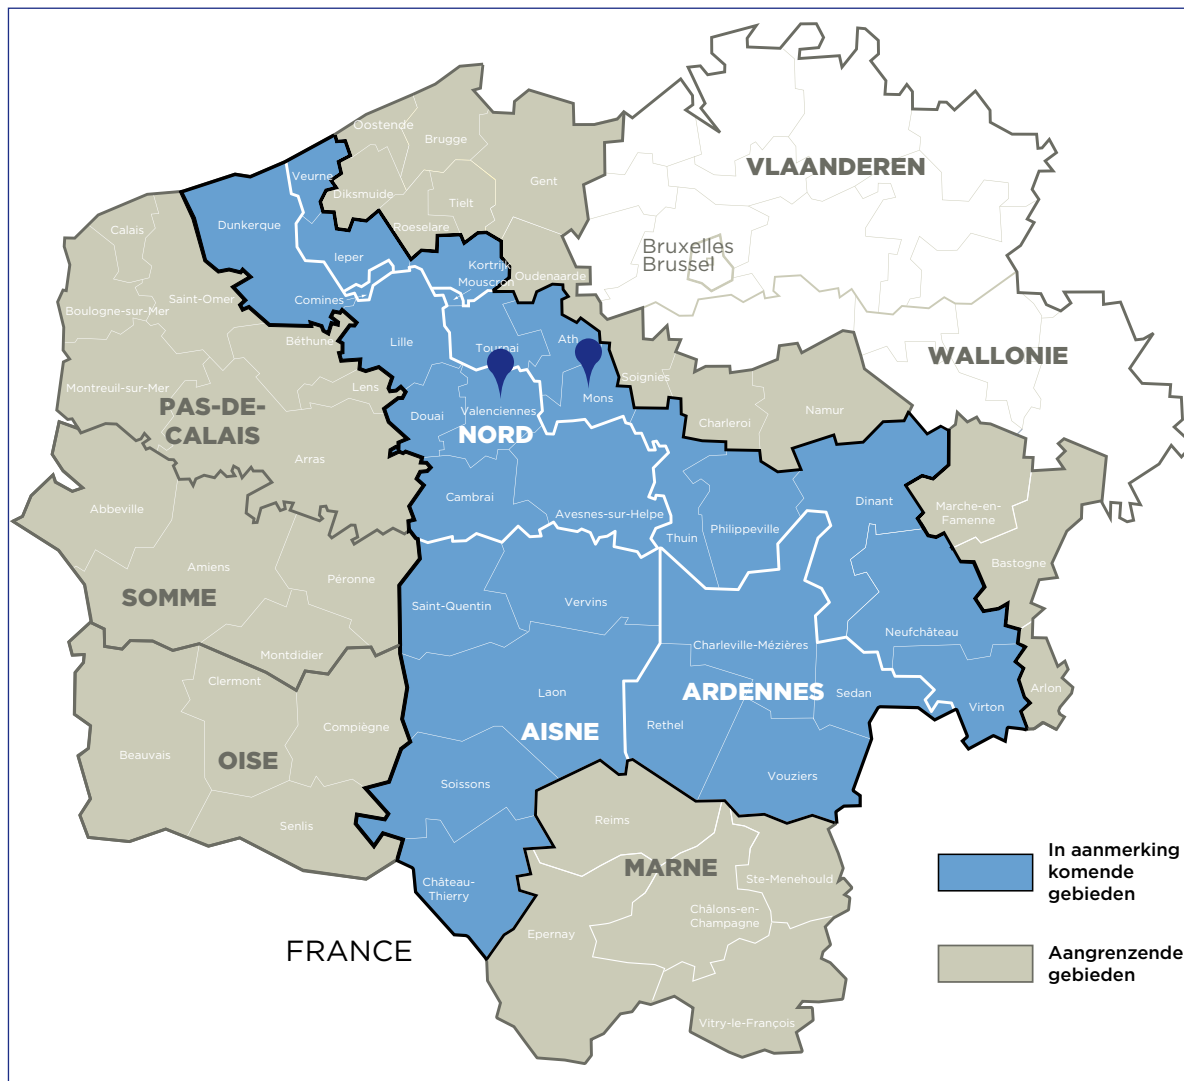 Oostende
Brugge
VLAANDEREN
Veurne
Diksmuide
Gent
Tielt
Calais
Dunkerque
Roeselare
Ieper
Bruxelles
Brussel
Kortrijk
Mouscron
Oudenaarde
Saint-Omer
Comines
Boulogne-sur-Mer
Béthune
Lille
Tournai
Ath
WALLONIE
Montreuil-sur-Mer
Lens
Soignies
PAS-DE-
CALAIS
Douai
Valenciennes
Mons
Charleroi
Namur
NORD
Arras
Abbeville
Cambrai
Avesnes-sur-Helpe
Dinant
Marche-en-
Famenne
Thuin
Philippeville
Bastogne
Amiens
Péronne
SOMME
Saint-Quentin
Vervins
Neufchâteau
Montdidier
Charleville-Mézières
Clermont
Laon
ARDENNES
Sedan
Arlon
Virton
Compiègne
Rethel
AISNE
Beauvais
OISE
Soissons
Vouziers
Senlis
Reims
MARNE
Château-
Thierry
Ste-Menehould
Châlons-en-
Champagne
Epernay
FRANCE
Vitry-le-François
In aanmerking
komende
gebieden
Aangrenzende
gebieden